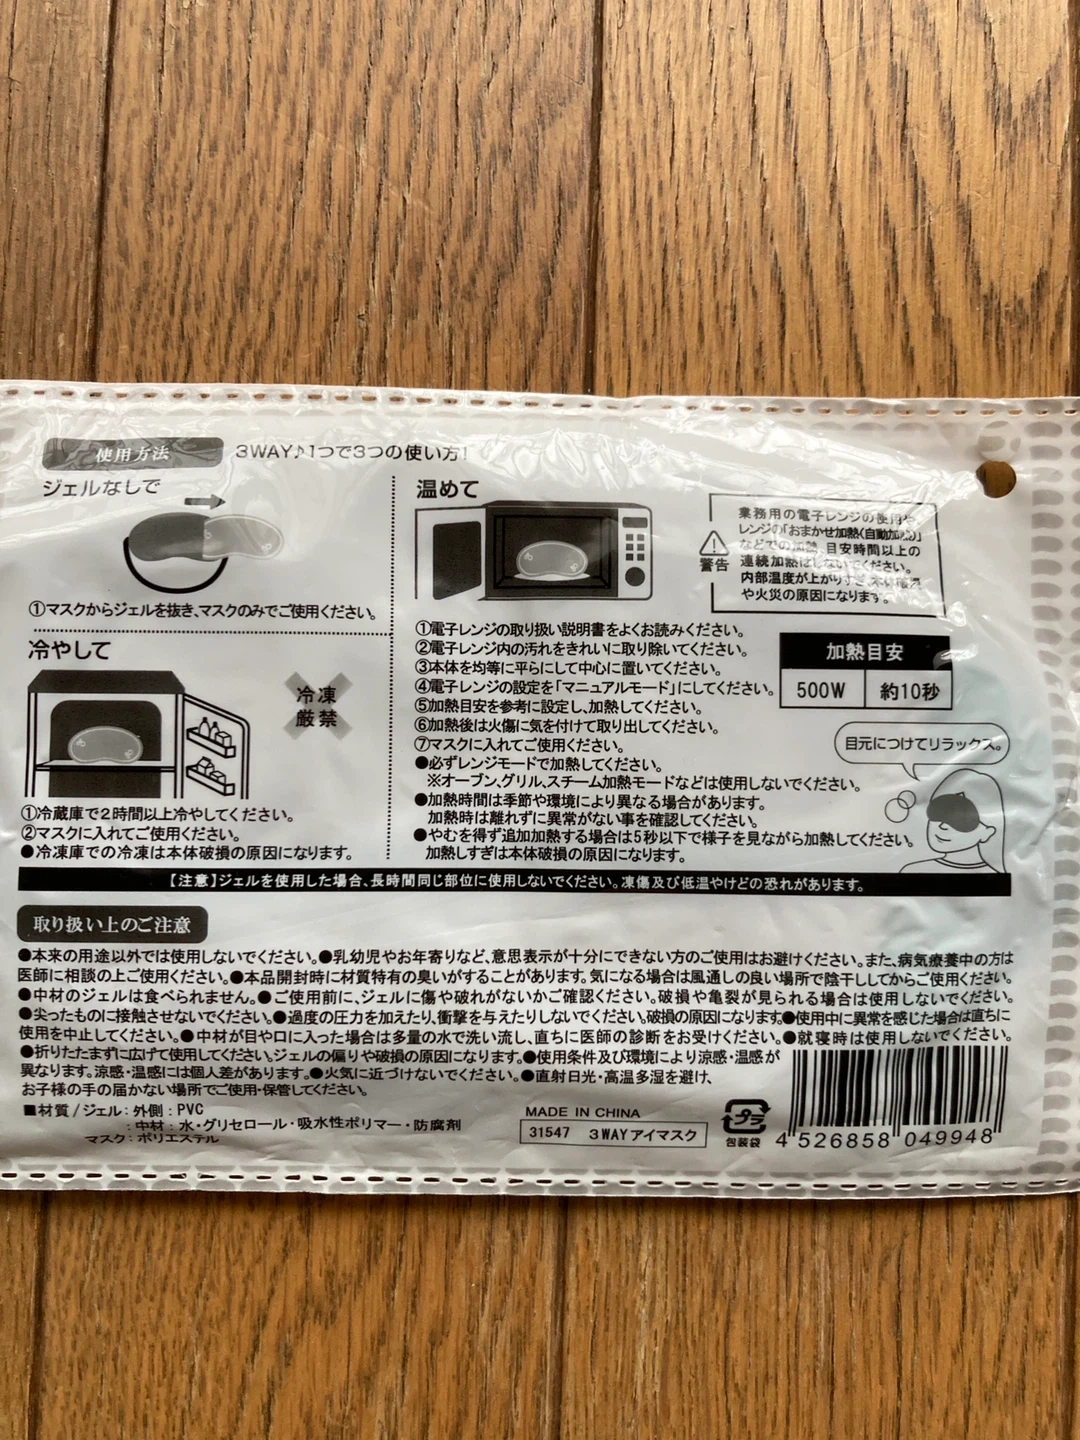 使用方法 3WAY♪1つで3つの使い方!
ジェルなしで
①マスクからジェルを抜き、マスクのみでご使用ください。
冷やして
冷凍
厳禁
①冷蔵庫で2時間以上冷やしてください。
②マスクに入れてご使用ください。
●冷凍庫での冷凍は本体破損の原因になります。
温めて
警告
業務用の電子レンジの使用や
レンジの「おまかせ加熱(自動加熱)」
などでの加熱、目安時間以上の
連続加熱はしないでください。
内部温度が上がりすぎ、本体破裂
や火災の原因になります。
①電子レンジの取り扱い説明書をよくお読みください。
②電子レンジ内の汚れをきれいに取り除いてください。
③本体を均等に平らにして中心に置いてください。
④電子レンジの設定を「マニュアルモード」にしてください。
⑤加熱目安を参考に設定し、加熱してください。
⑥加熱後は火傷に気を付けて取り出してください。
⑦マスクに入れてご使用ください。
●必ずレンジモードで加熱してください。
※オーブン、グリル、スチーム加熱モードなどは使用しないでください。
●加熱時間は季節や環境により異なる場合があります。
加熱時は離れずに異常がない事を確認してください。
●やむを得ず追加加熱する場合は5秒以下で様子を見ながら加熱してください。
加熱しすぎは本体破損の原因になります。
加熱目安
500W 約10秒
目元につけてリラックス。
【注意】ジェルを使用した場合、長時間同じ部位に使用しないでください。凍傷及び低温やけどの恐れがあります。
取り扱い上のご注意
●本来の用途以外では使用しないでください。●乳幼児やお年寄りなど、意思表示が十分にできない方のご使用はお避けください。また、病気療養中の方は
医師に相談の上ご使用ください。●本品開封時に材質特有の臭いがすることがあります。気になる場合は風通しの良い場所で陰干ししてからご使用ください。
●中材のジェルは食べられません。●ご使用前に、ジェルに傷や破れがないかご確認ください。破損や亀裂が見られる場合は使用しないでください。
●尖ったものに接触させないでください。●過度の圧力を加えたり、衝撃を与えたりしないでください。破損の原因になります。●使用中に異常を感じた場合は直ちに
使用を中止してください。●中材が目や口に入った場合は多量の水で洗い流し、直ちに医師の診断をお受けください。●就寝時は使用しないでください。
●折りたたまずに広げて使用してください。ジェルの偏りや破損の原因になります。●使用条件及び環境により涼感・温感が
異なります。涼感・温感には個人差があります。●火気に近づけないでください。●直射日光・高温多湿を避け、
お子様の手の届かない場所でご使用・保管してください。
■材質/ジェル:外側:PVC
:中材:水・グリセロール・吸水性ポリマー・防腐剤
マスク:ポリエステル
MADE IN CHINA
31547 3WAYアイマスク
プラ
包装袋
4 526858 049948